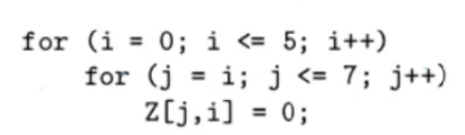 for (i = 0; i <= 5; i++)
for (j = i; j <= 7; j++)
Z[j,i] = 0;